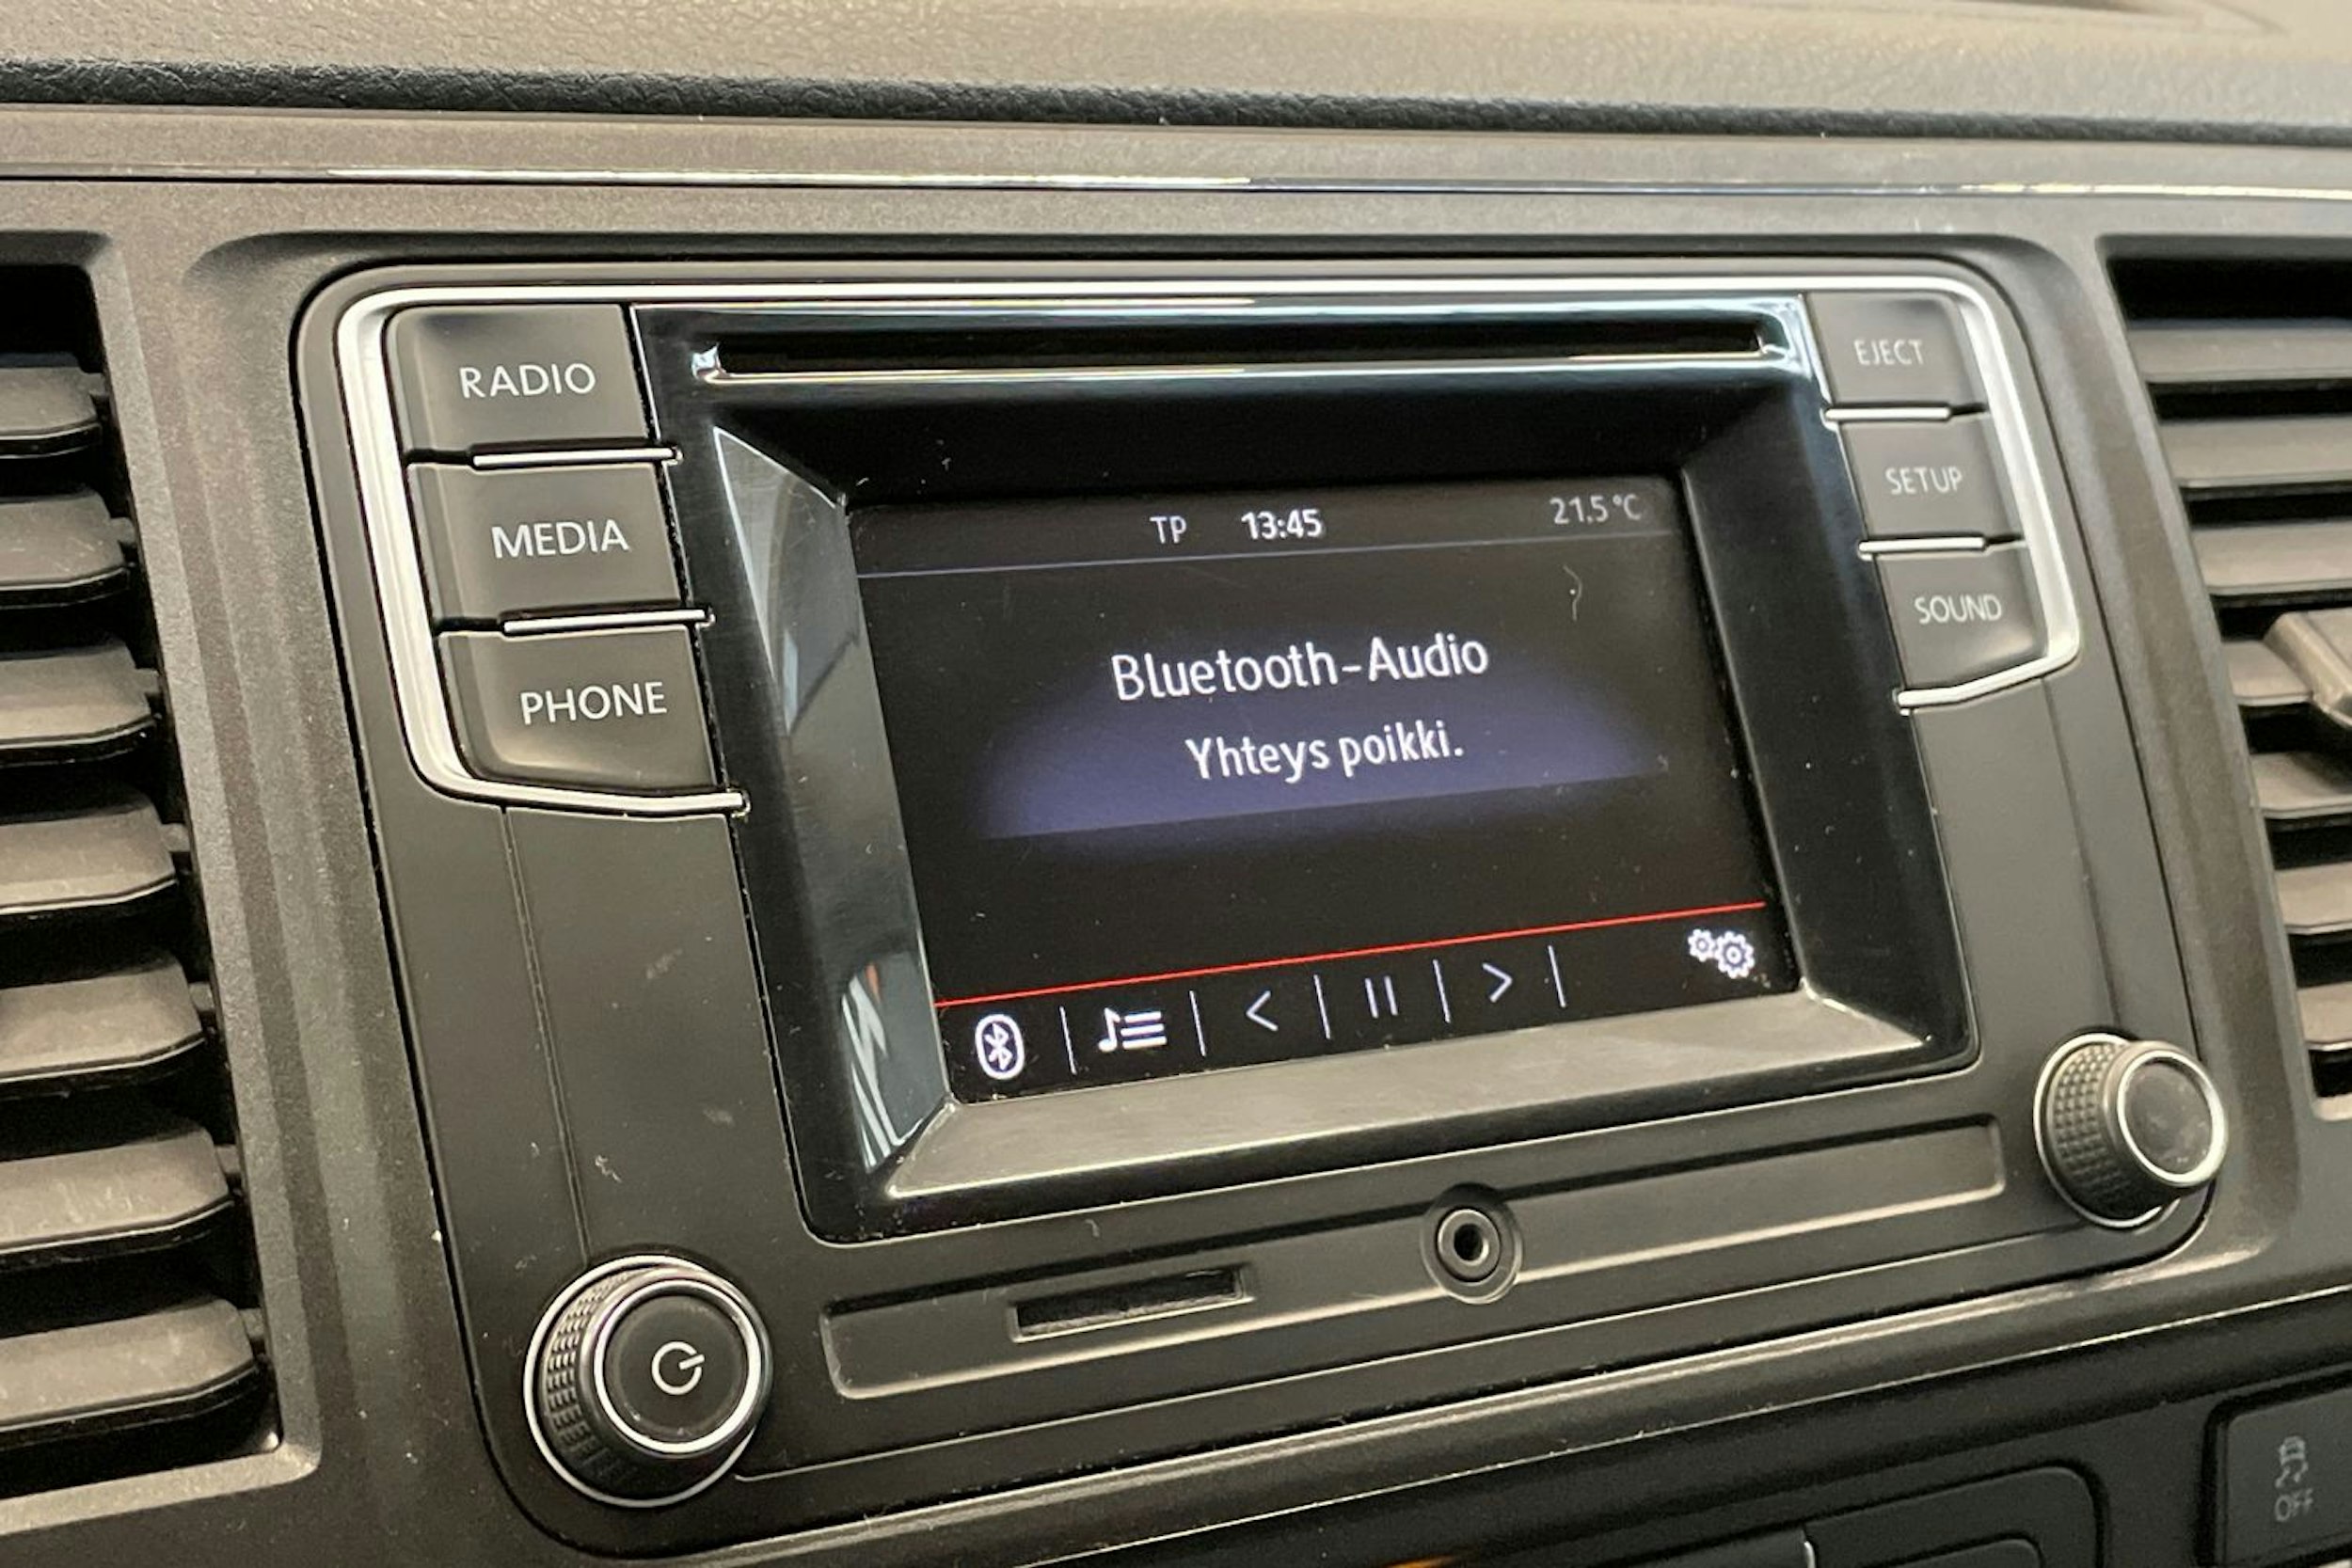 RADIO
MEDIA
PHONE
EJECT
SETUP
SOUND
TP 13:45 21.5°C
Bluetooth-Audio
Yhteys poikki.
OFF